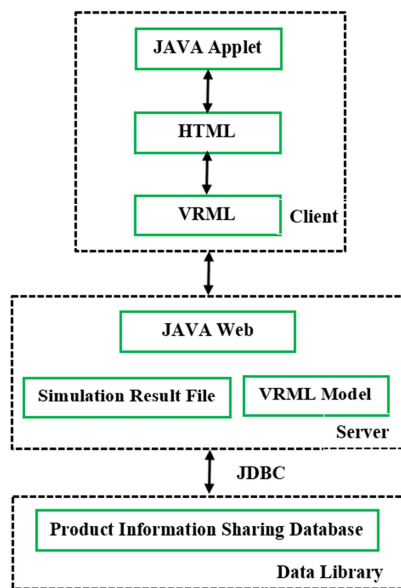 JAVA Applet
HTML
VRML
Client
JAVA Web
Simulation Result File
VRML Model
Server
JDBC
Product Information Sharing Database
Data Library